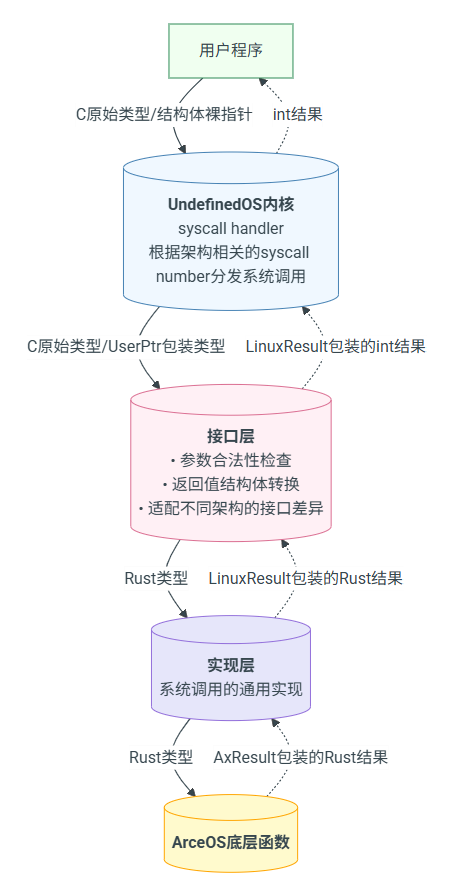 用户程序
C原始类型/结构体裸指针
int结果
UndefinedOS内核
syscall handler
根据架构相关的syscall
number分发系统调用
C原始类型/UserPtr包装类型
LinuxResult包装的int结果
接口层
• 参数合法性检查
• 返回值结构体转换
• 适配不同架构的接口差异
Rust类型
LinuxResult包装的Rust结果
实现层
系统调用的通用实现
Rust类型
AxResult包装的Rust结果
ArceOS底层函数